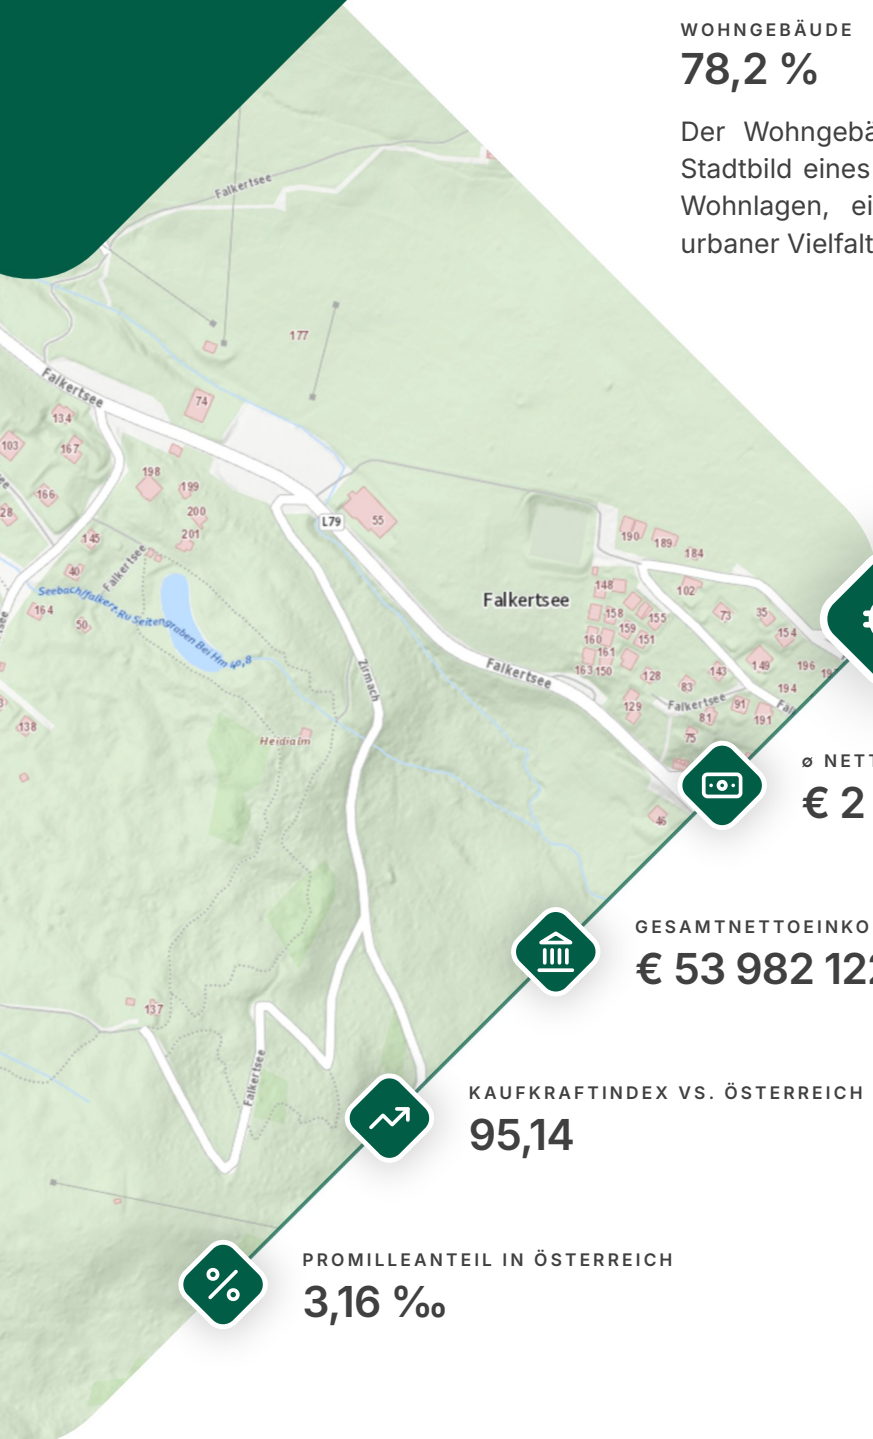 WOHNGEBÄUDE
78,2 %
Der Wohngebä
Stadtbild eines
Wohnlagen, ei
urbaner Vielfalt
Falkertsee
177
Falkertsee
74
134
103
167
198
199
166
200
28
L79
55
201
145
190
189
184
Falkertsee
40
148
102
Falkertsee
Seebach/falkert-Ru Seitengraben Bei Hm 40,8
164
50
158
155
73
35
159
154
160
151
161
Zirmach
Falkertsee
163
150
128
143
149
196
83
194
129
Falkertsee
91
81
191
138
Heidialm
75
46
ø NETT
€ 2
GESAMTNETTOEINKO
€ 53 982 122
137
Falkertsee
KAUFKRAFTINDEX VS. ÖSTERREICH
95,14
PROMILLEANTEIL IN ÖSTERREICH
3,16 ‰